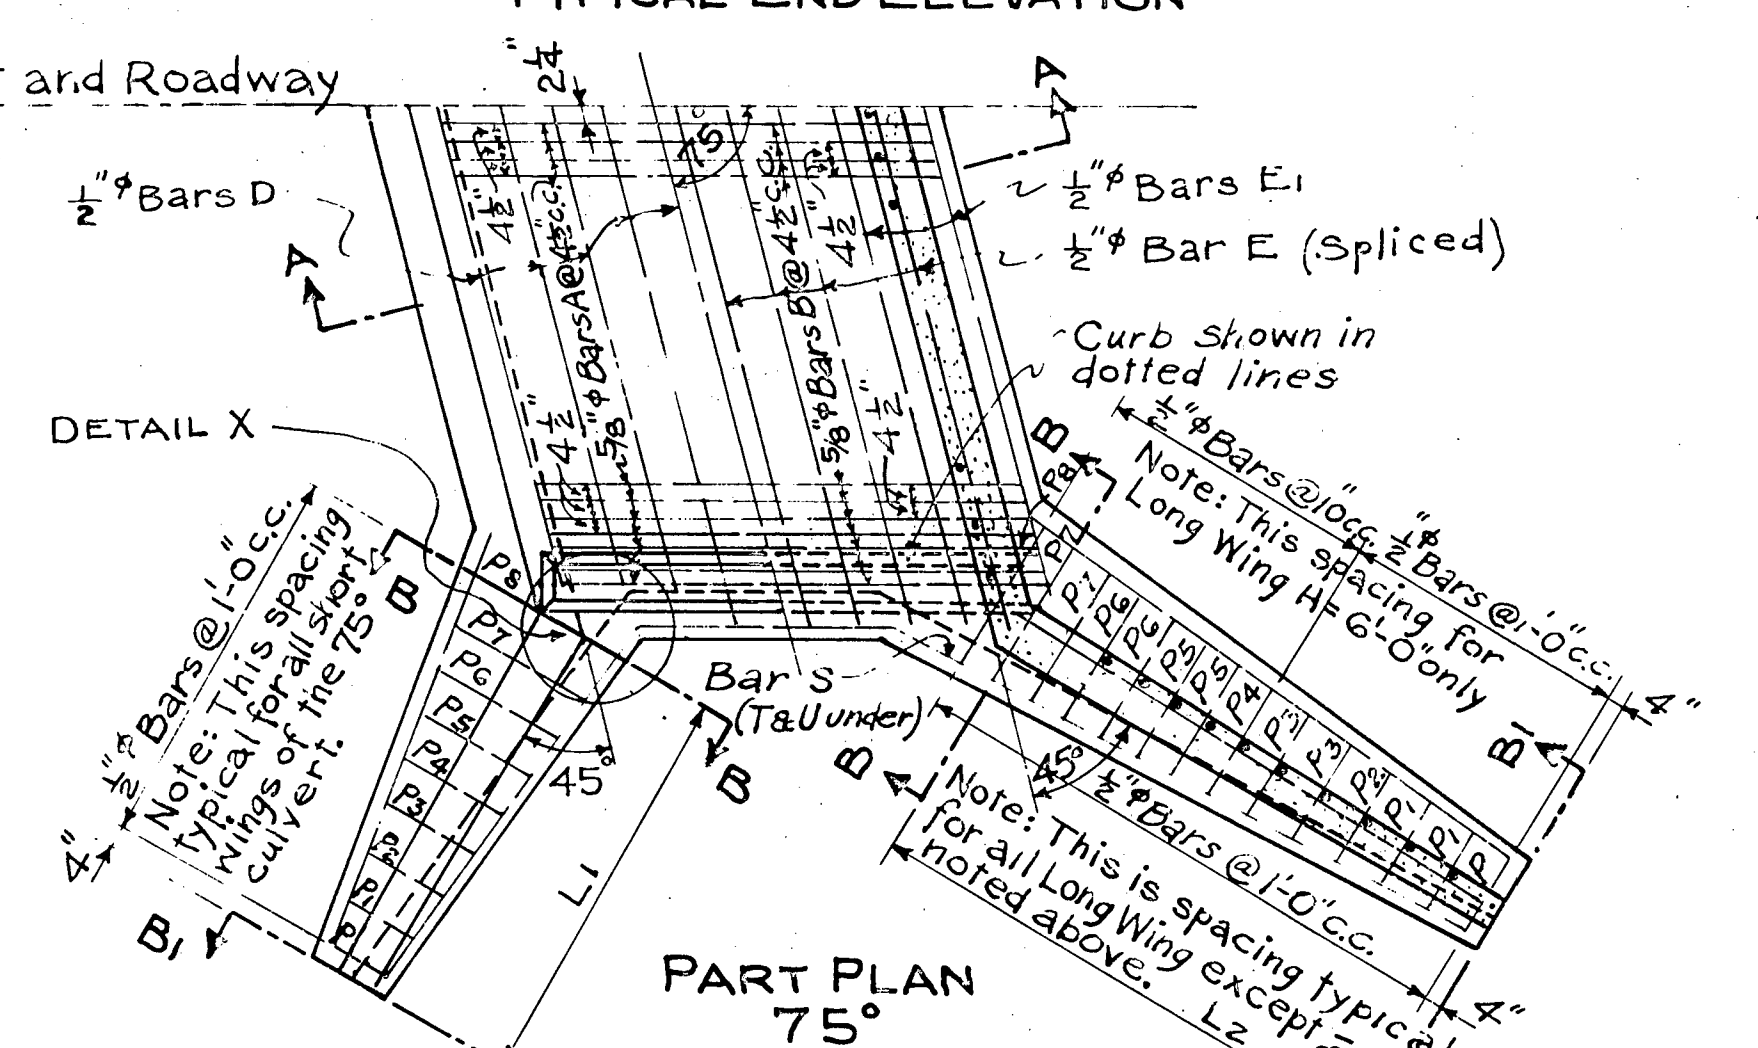 TYPICAL END ELEVATION
and Roadway
2¼"
A
75°
½"ϕ Bars D
½"ϕ Bars E1
½"ϕ Bar E (Spliced)
4½"
5/8"ϕ Bars A @ 4½" c.c.
5/8"ϕ Bars B @ 4½" c.c.
4½"
A
Curb shown in
dotted lines
4½"
4½"
DETAIL X
½"ϕ Bars @ 10" c.c.
½"ϕ Bars @ 1'-0" c.c.
4"
Note: This spacing for
Long Wing H = 6'-0" only
B
B
B1
½"ϕ Bars @ 1'-0" c.c.
4"
Note: This spacing
typical for all short
wings of the 75°
culvert.
P8
P7
P6
P5
P4
P3
P2
P1
P
P8
P7
P7
P6
P6
P5
P5
P4
P3
P3
P2
P1
P1
P
Bar S
(T&U under)
B
B
45°
45°
½"ϕ Bars @ 1'-0" c.c.
4"
Note: This is spacing typical
for all Long Wing except
noted above.
B1
L1
L2
PART PLAN
75°